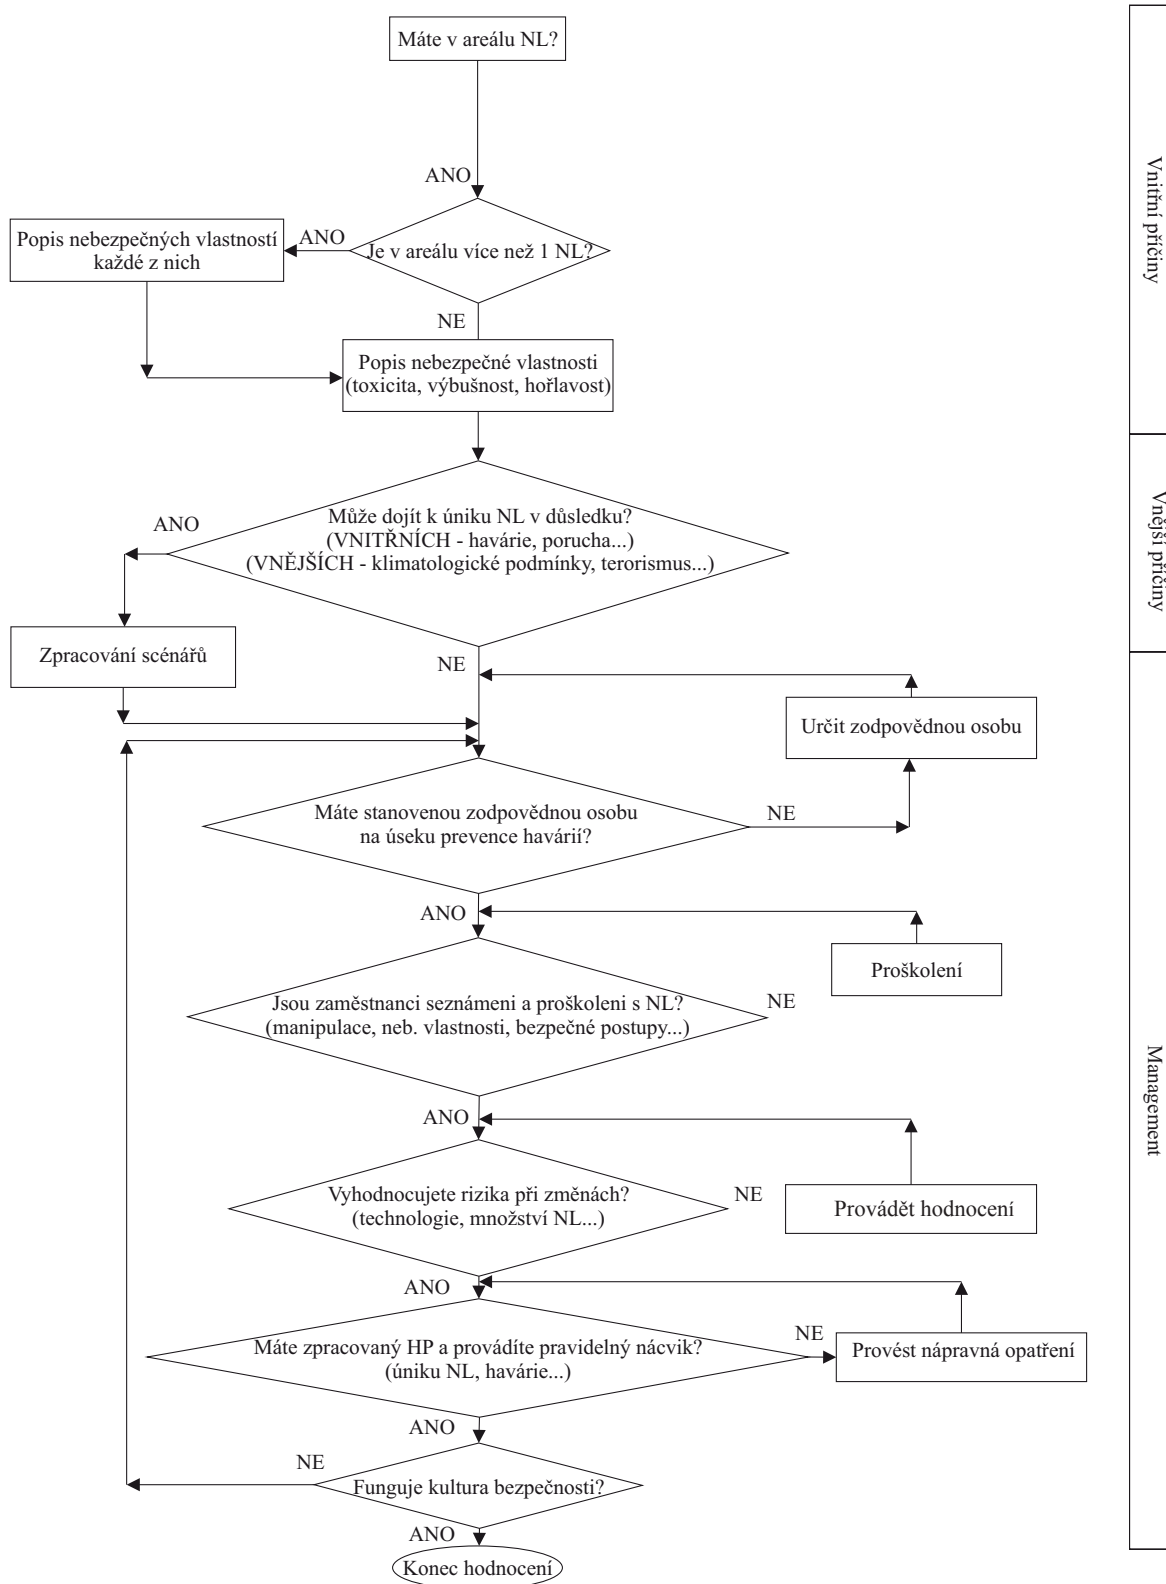 Máte v areálu NL?
ANO
Je v areálu více než 1 NL?
ANO
Popis nebezpečných vlastností
každé z nich
NE
Popis nebezpečné vlastnosti
(toxicita, výbušnost, hořlavost)
Může dojít k úniku NL v důsledku?
(VNITŘNÍCH - havárie, porucha...)
(VNĚJŠÍCH - klimatologické podmínky, terorismus...)
ANO
Zpracování scénářů
NE
Určit zodpovědnou osobu
Máte stanovenou zodpovědnou osobu
na úseku prevence havárií?
NE
ANO
Proškolení
Jsou zaměstnanci seznámeni a proškoleni s NL?
(manipulace, neb. vlastnosti, bezpečné postupy...)
NE
ANO
Vyhodnocujete rizika při změnách?
(technologie, množství NL...)
NE
Provádět hodnocení
ANO
Máte zpracovaný HP a provádíte pravidelný nácvik?
(úniku NL, havárie...)
NE
Provést nápravná opatření
ANO
NE
Funguje kultura bezpečnosti?
ANO
Konec hodnocení
Vnitřní příčiny
Vnější příčiny
Management